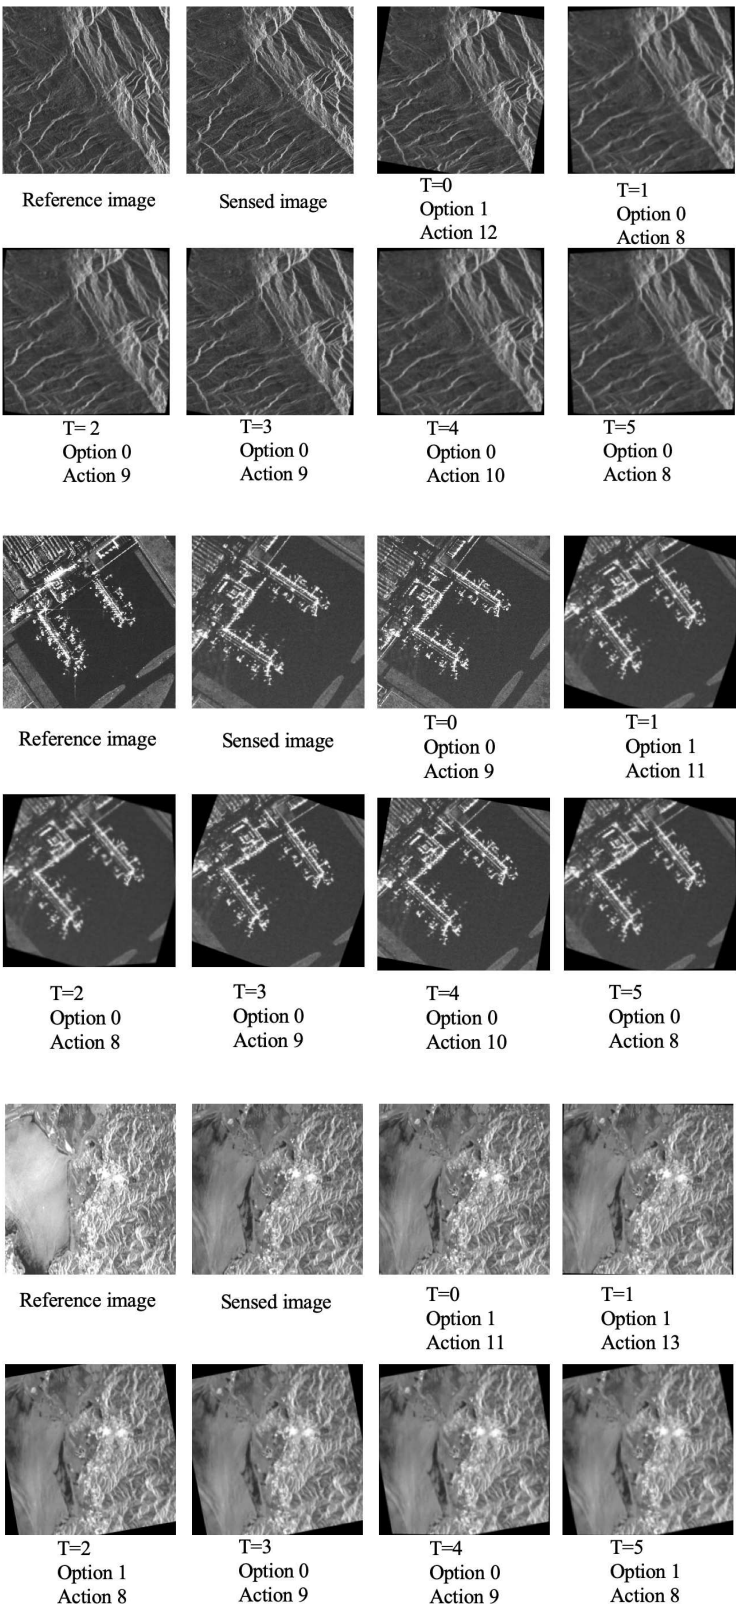 Reference image
Sensed image
T=0
Option 1
Action 12
T=1
Option 0
Action 8
T= 2
Option 0
Action 9
T=3
Option 0
Action 9
T=4
Option 0
Action 10
T=5
Option 0
Action 8
Reference image
Sensed image
T=0
Option 0
Action 9
T=1
Option 1
Action 11
T=2
Option 0
Action 8
T=3
Option 0
Action 9
T=4
Option 0
Action 10
T=5
Option 0
Action 8
Reference image
Sensed image
T=0
Option 1
Action 11
T=1
Option 1
Action 13
T=2
Option 1
Action 8
T=3
Option 0
Action 9
T=4
Option 0
Action 9
T=5
Option 1
Action 8